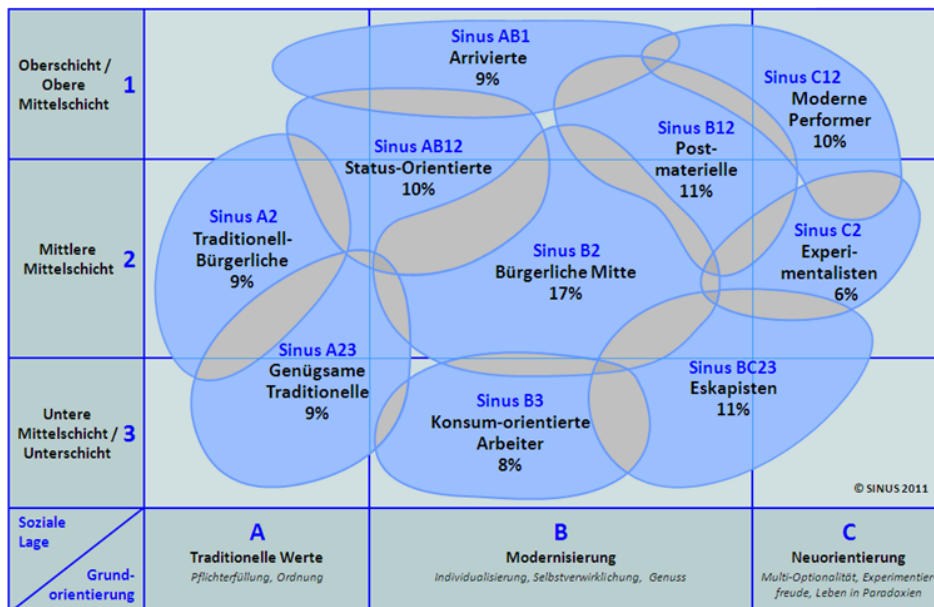 Oberschicht /
Obere
Mittelschicht
1
Mittlere
Mittelschicht
2
Untere
Mittelschicht /
Unterschicht
3
Sinus AB1
Arrivierte
9%
Sinus C12
Moderne
Performer
10%
Sinus AB12
Status-Orientierte
10%
Sinus B12
Post-
materielle
11%
Sinus A2
Traditionell-
Bürgerliche
9%
Sinus B2
Bürgerliche Mitte
17%
Sinus C2
Experi-
mentalisten
6%
Sinus A23
Genügsame
Traditionelle
9%
Sinus B3
Konsum-orientierte
Arbeiter
8%
Sinus BC23
Eskapisten
11%
© SINUS 2011
Soziale
Lage
Grund-
orientierung
A
Traditionelle Werte
Pflichterfüllung, Ordnung
B
Modernisierung
Individualisierung, Selbstverwirklichung, Genuss
C
Neuorientierung
Multi-Optionalität, Experimentier-
freude, Leben in Paradoxien